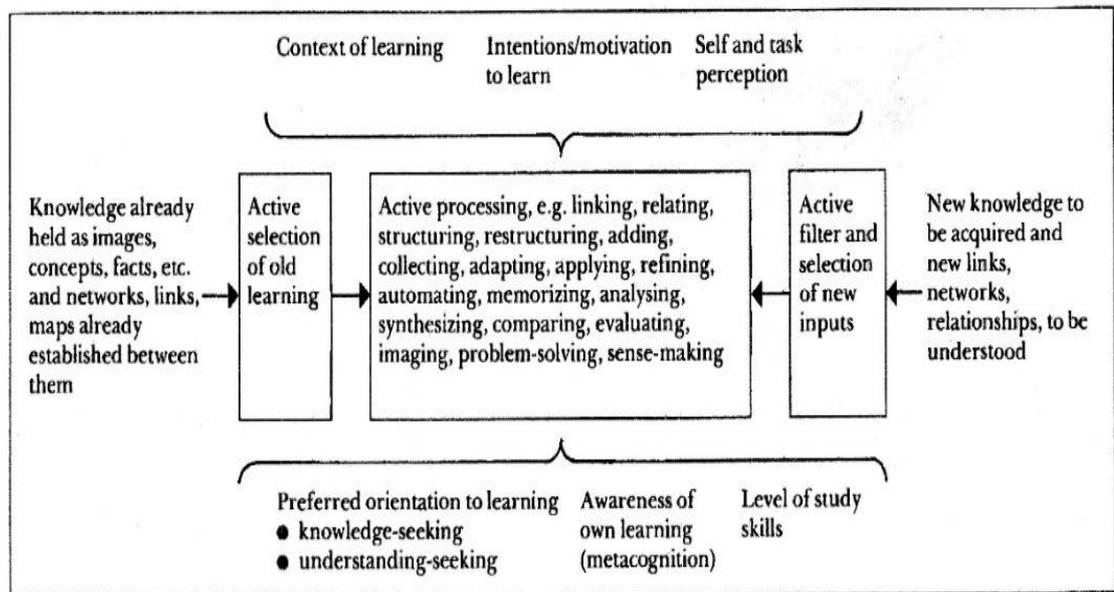 Context of learning
Intentions/motivation
to learn
Self and task
perception
Knowledge already
held as images,
concepts, facts, etc.
and networks, links,
maps already
established between
them
Active
selection
of old
learning
Active processing, e.g. linking, relating,
structuring, restructuring, adding,
collecting, adapting, applying, refining,
automating, memorizing, analysing,
synthesizing, comparing, evaluating,
imaging, problem-solving, sense-making
Active
filter and
selection
of new
inputs
New knowledge to
be acquired and
new links,
networks,
relationships, to be
understood
Preferred orientation to learning
● knowledge-seeking
● understanding-seeking
Awareness of
own learning
(metacognition)
Level of study
skills